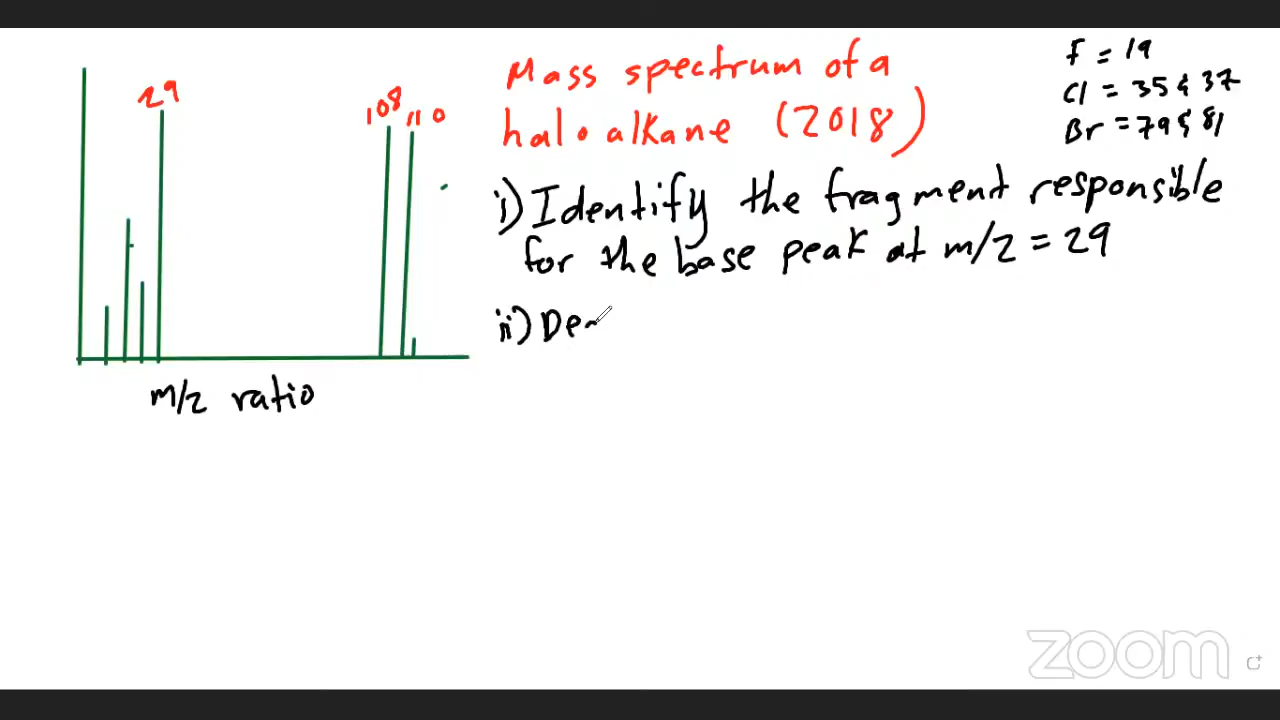 29
108
110
m/z ratio
Mass spectrum of a
haloalkane (2018)
F = 19
Cl = 35 & 37
Br = 79 & 81
i) Identify the fragment responsible
for the base peak at m/z = 29
ii) De
zoom